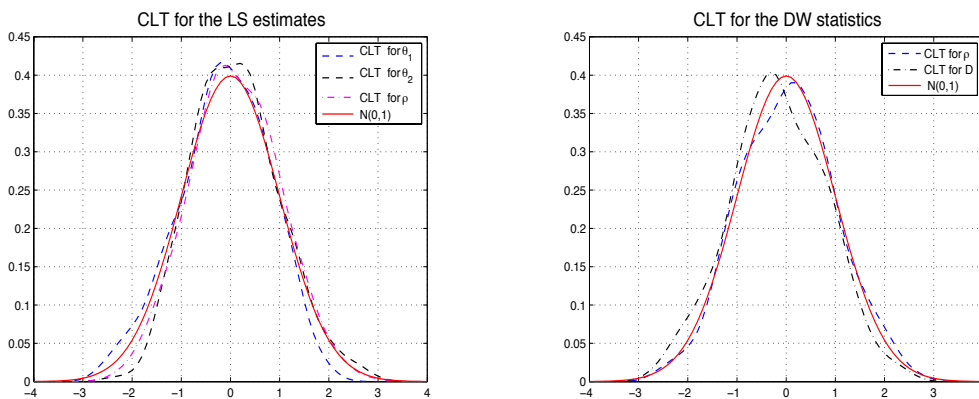 CLT for the LS estimates
0.45
0.4
0.35
0.3
0.25
0.2
0.15
0.1
0.05
0
−4 −3 −2 −1 0 1 2 3 4
CLT for θ1
CLT for θ2
CLT for ρ
N(0,1)
CLT for the DW statistics
0.45
0.4
0.35
0.3
0.25
0.2
0.15
0.1
0.05
0
−4 −3 −2 −1 0 1 2 3
CLT for ρ
CLT for D
N(0,1)